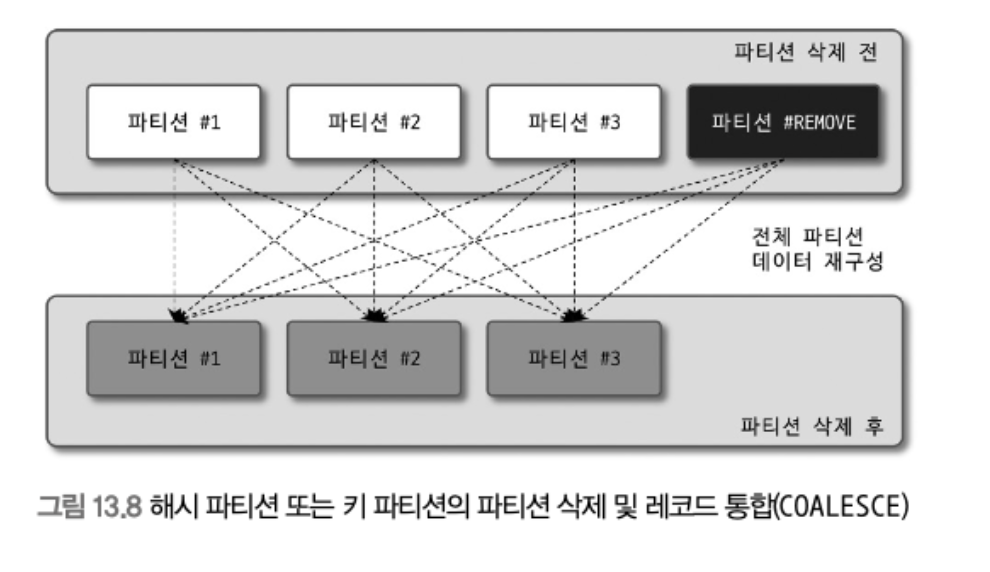 파티션 삭제 전
파티션 #1
파티션 #2
파티션 #3
파티션 #REMOVE
전체 파티션
데이터 재구성
파티션 #1
파티션 #2
파티션 #3
파티션 삭제 후
그림 13.8 해시 파티션 또는 키 파티션의 파티션 삭제 및 레코드 통합(COALESCE)